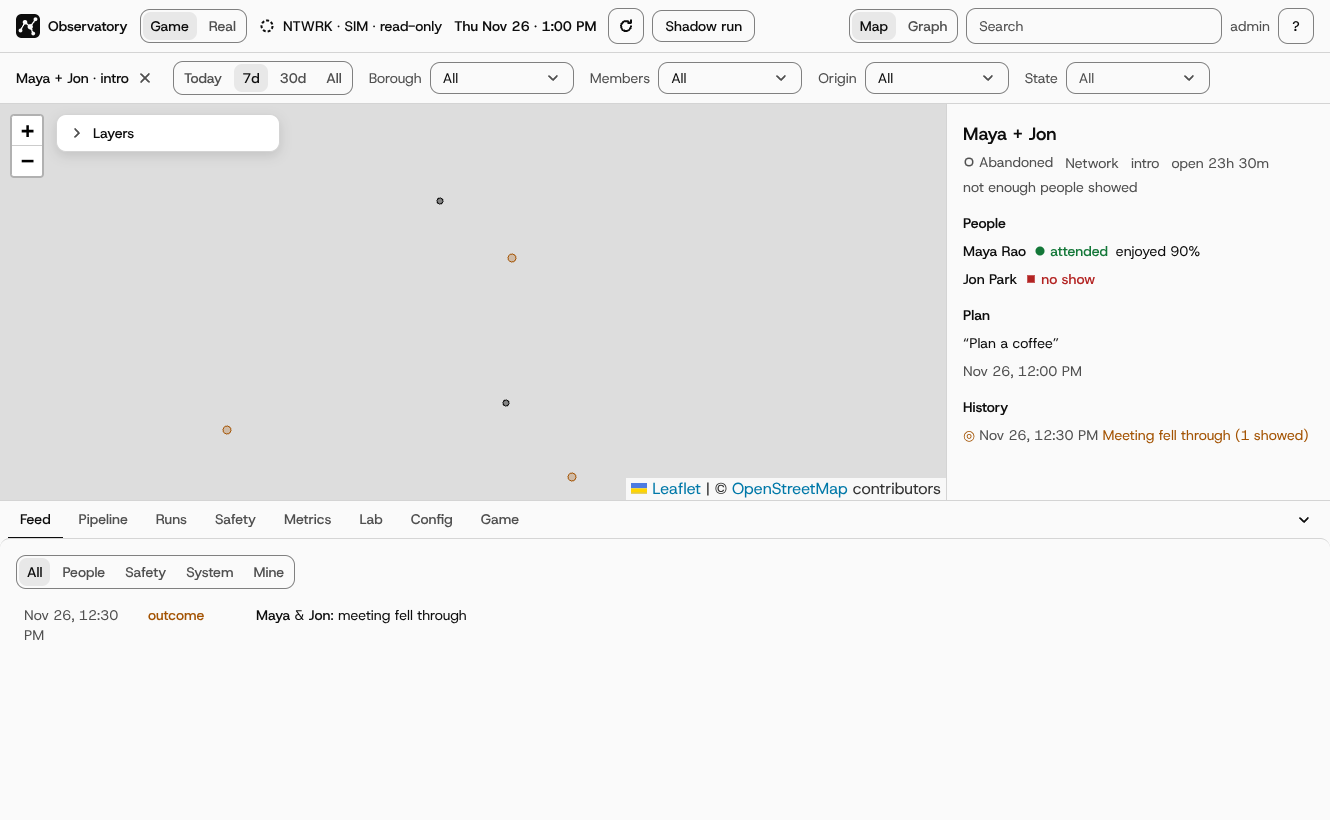 Observatory Game Real NTWRK · SIM · read-only Thu Nov 26 · 1:00 PM Shadow run Map Graph Search admin ?
Maya + Jon · intro Today 7d 30d All Borough All Members All Origin All State All
+
−
Layers
Leaflet | © OpenStreetMap contributors
Maya + Jon
Abandoned Network intro open 23h 30m
not enough people showed
People
Maya Rao attended enjoyed 90%
Jon Park no show
Plan
“Plan a coffee”
Nov 26, 12:00 PM
History
Nov 26, 12:30 PM Meeting fell through (1 showed)
Feed Pipeline Runs Safety Metrics Lab Config Game
All People Safety System Mine
Nov 26, 12:30 PM outcome Maya & Jon: meeting fell through